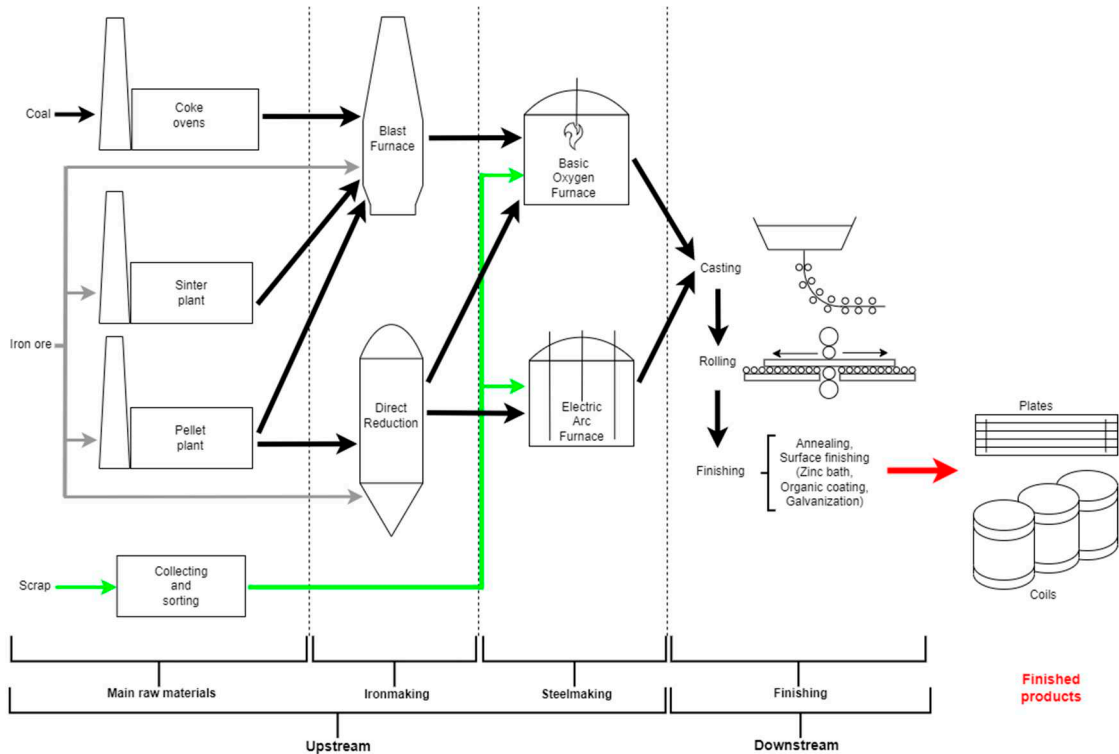 Coal
Coke
ovens
Blast
Furnace
Basic
Oxygen
Furnace
Sinter
plant
Casting
Iron ore
Rolling
Pellet
plant
Direct
Reduction
Electric
Arc
Furnace
Finishing
Annealing,
Surface finishing
(Zinc bath,
Organic coating,
Galvanization)
Plates
Coils
Scrap
Collecting
and
sorting
Main raw materials
Ironmaking
Steelmaking
Finishing
Finished
products
Upstream
Downstream